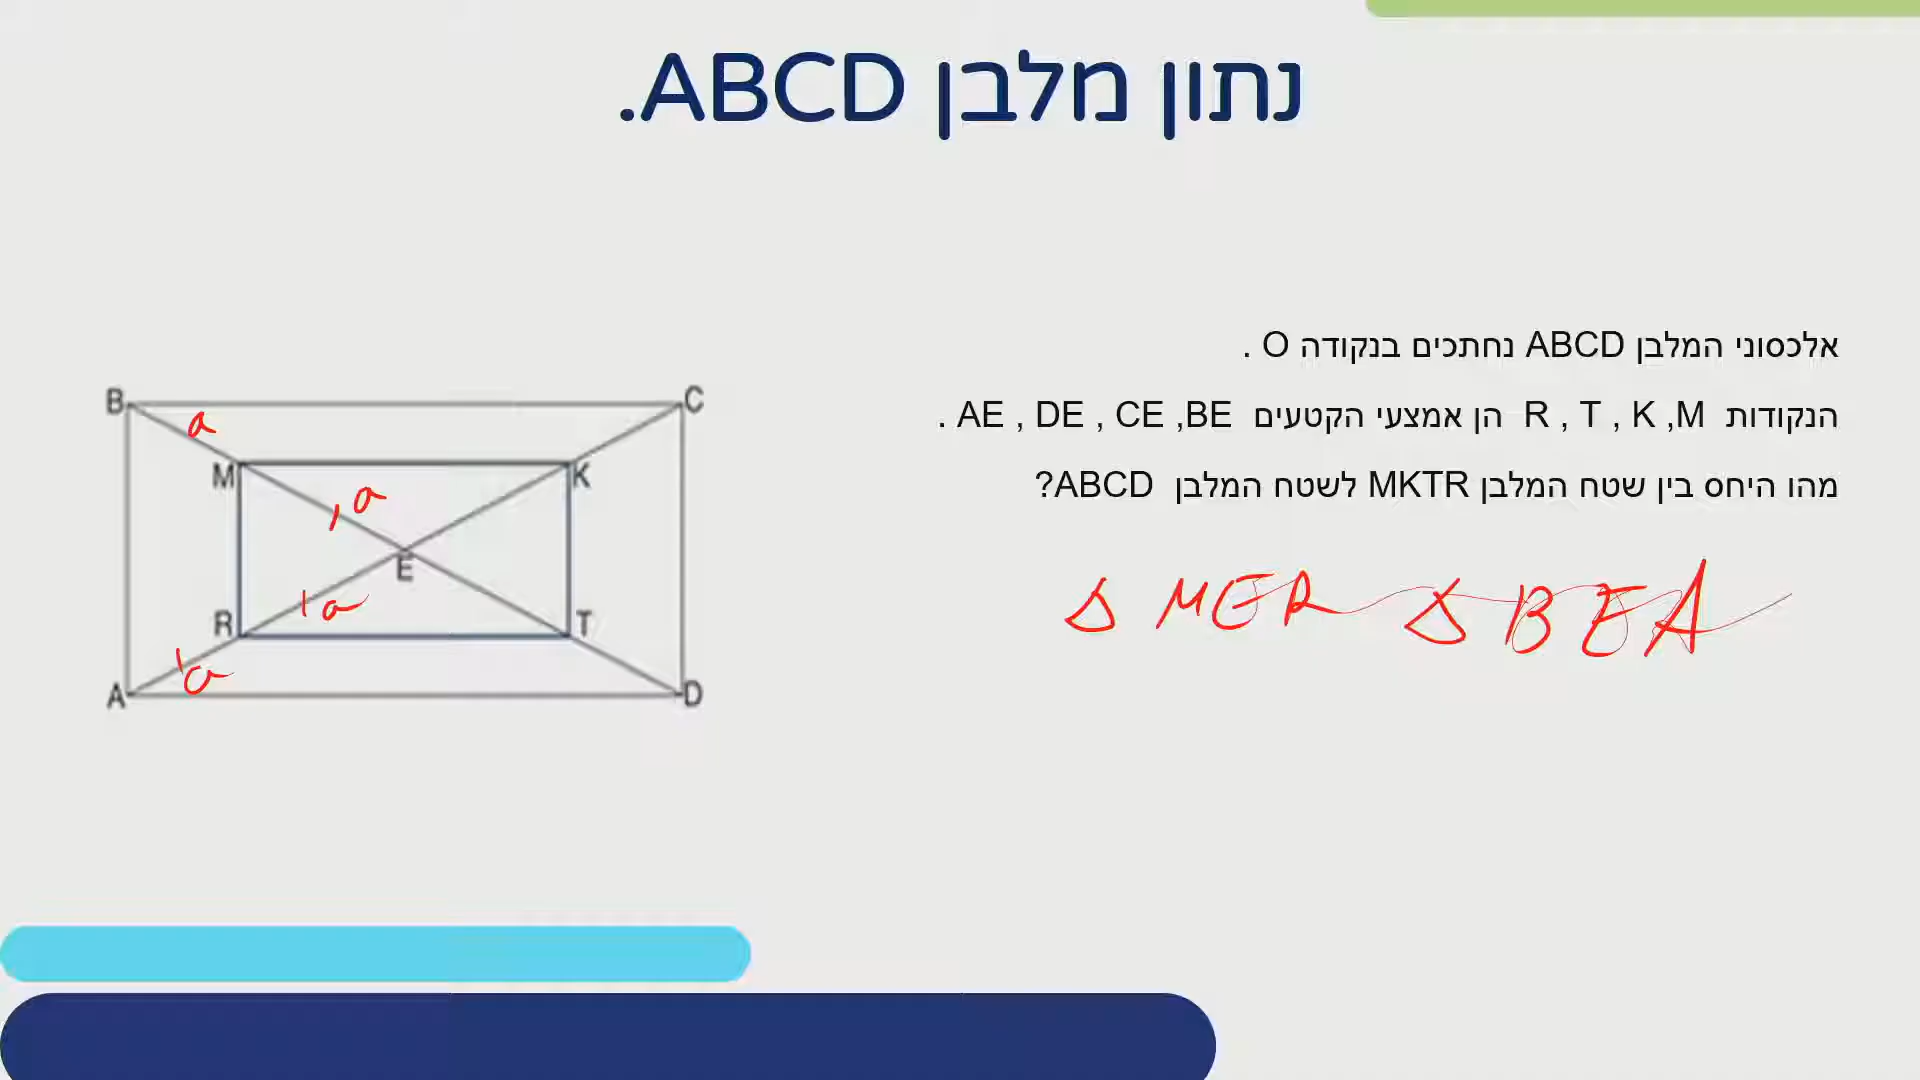 נתון מלבן ABCD.
אלכסוני המלבן ABCD נחתכים בנקודה O .
הנקודות R , T , K ,M הן אמצעי הקטעים AE , DE , CE ,BE .
מהו היחס בין שטח המלבן MKTR לשטח המלבן ABCD?
Δ MER Δ BEA
B
C
a
M
K
a
E
a
R
T
a
A
D